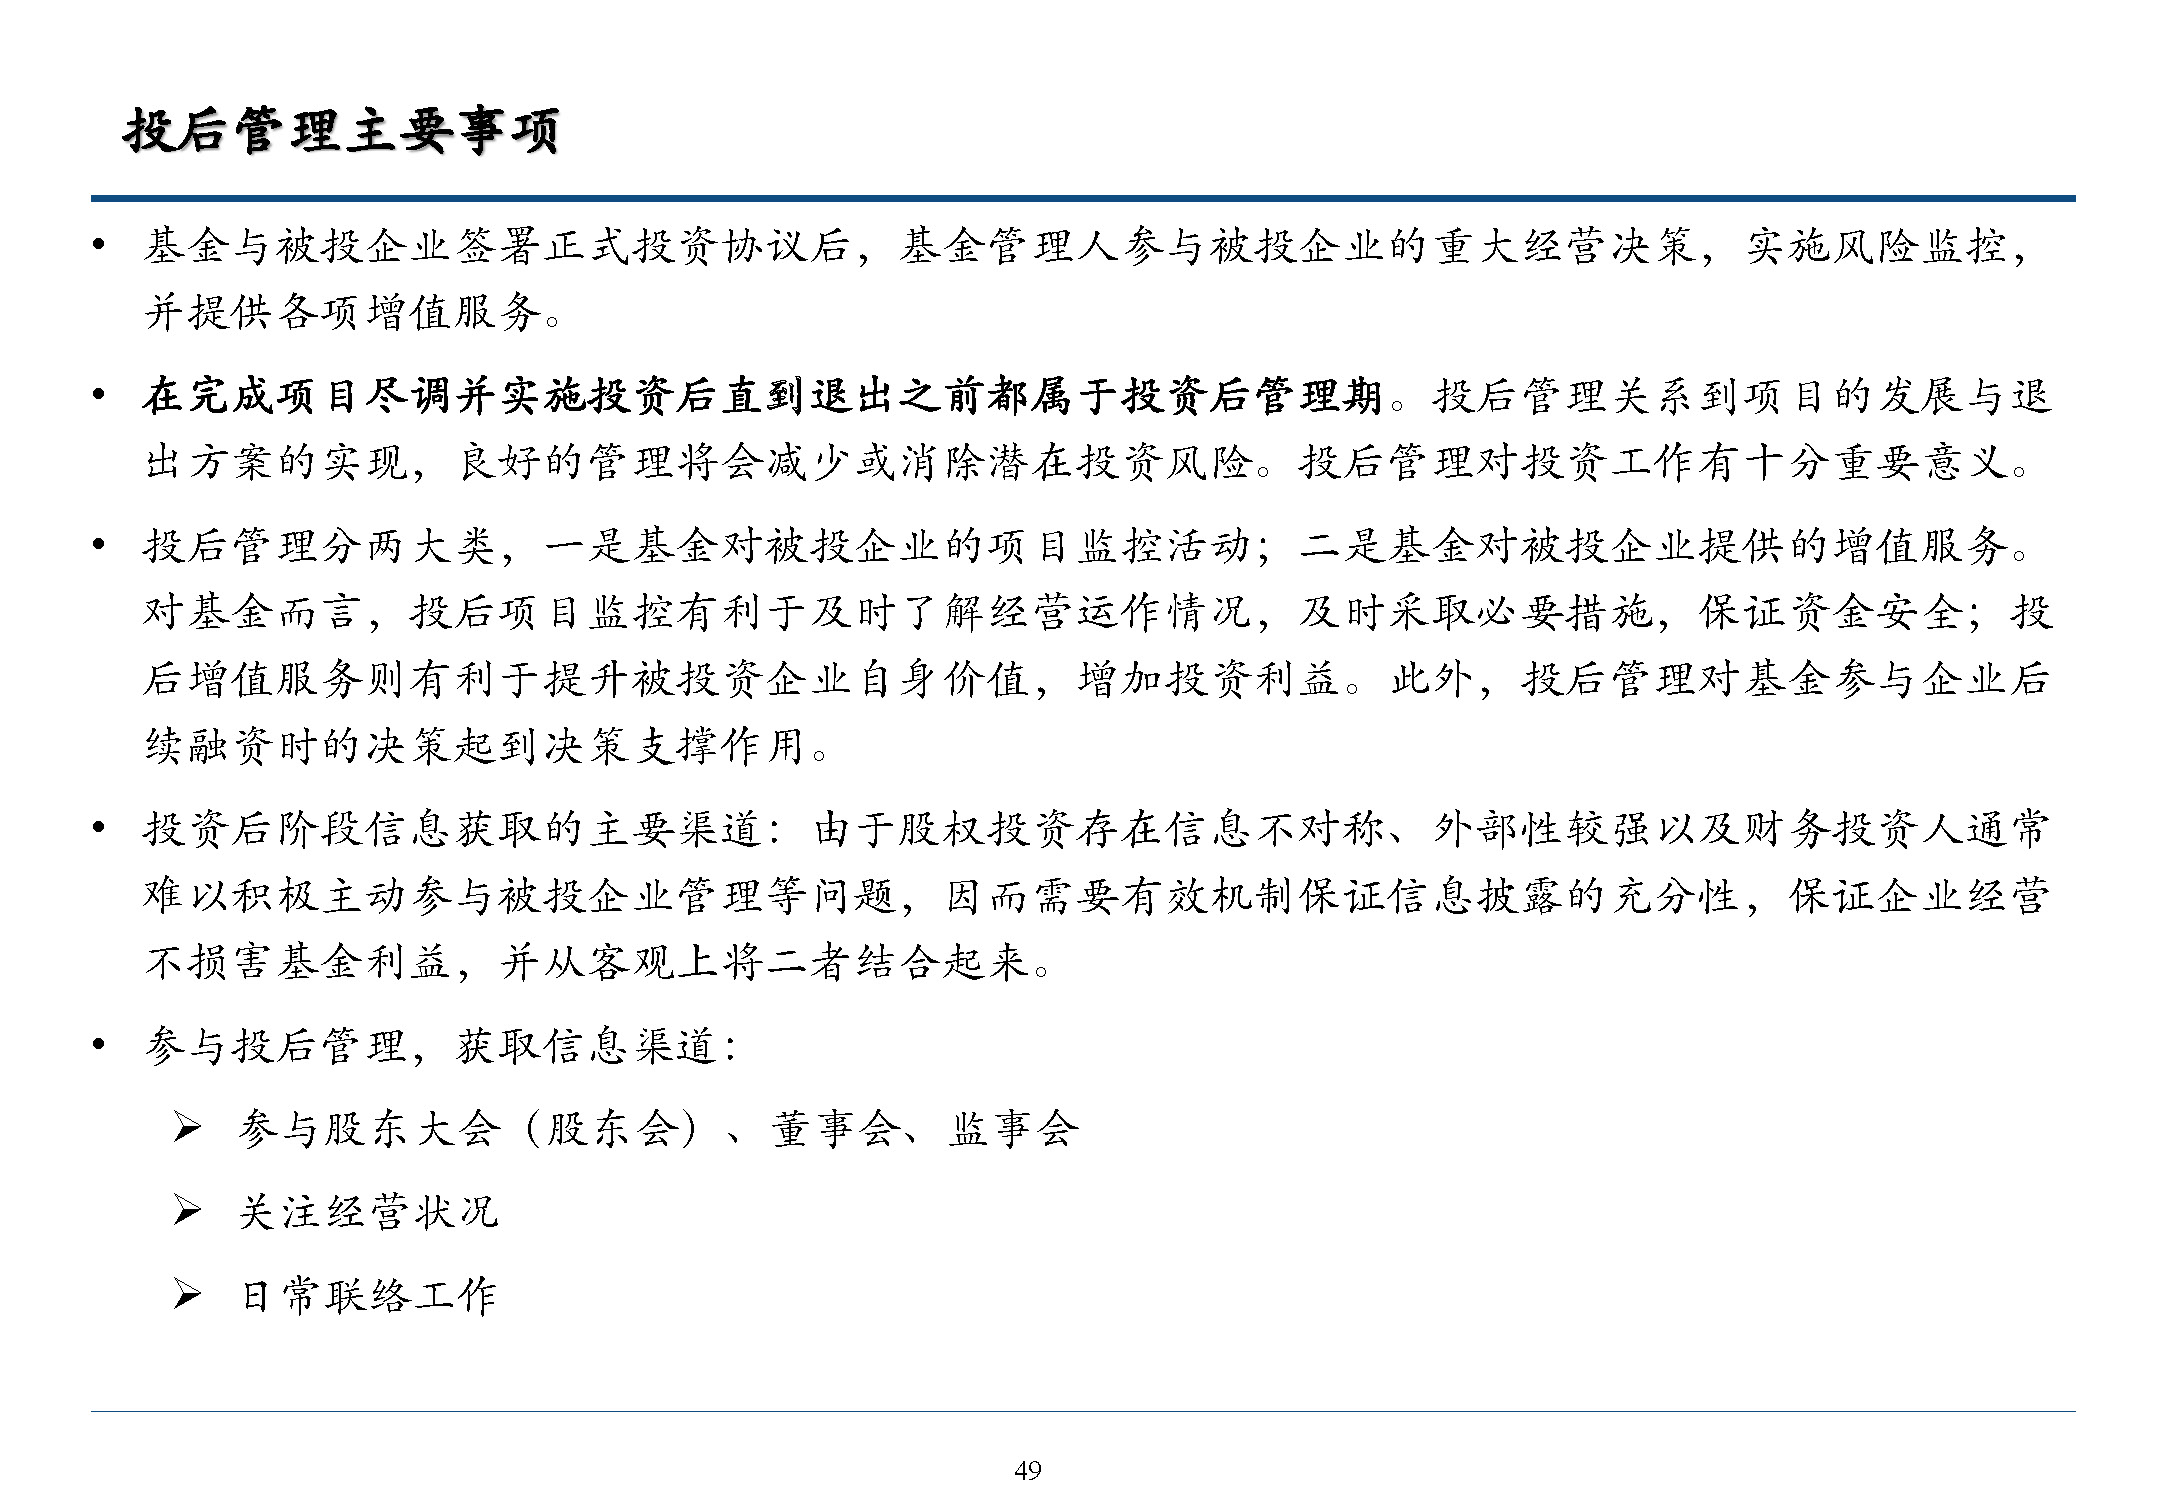 投后管理主要事项
• 基金与被投企业签署正式投资协议后，基金管理人参与被投企业的重大经营决策，实施风险监控，
并提供各项增值服务。
• 在完成项目尽调并实施投资后直到退出之前都属于投资后管理期。投后管理关系到项目的发展与退
出方案的实现，良好的管理将会减少或消除潜在投资风险。投后管理对投资工作有十分重要意义。
• 投后管理分两大类，一是基金对被投企业的项目监控活动；二是基金对被投企业提供的增值服务。
对基金而言，投后项目监控有利于及时了解经营运作情况，及时采取必要措施，保证资金安全；投
后增值服务则有利于提升被投资企业自身价值，增加投资利益。此外，投后管理对基金参与企业后
续融资时的决策起到决策支撑作用。
• 投资后阶段信息获取的主要渠道：由于股权投资存在信息不对称、外部性较强以及财务投资人通常
难以积极主动参与被投企业管理等问题，因而需要有效机制保证信息披露的充分性，保证企业经营
不损害基金利益，并从客观上将二者结合起来。
• 参与投后管理，获取信息渠道：
➢ 参与股东大会（股东会）、董事会、监事会
➢ 关注经营状况
➢ 日常联络工作
49